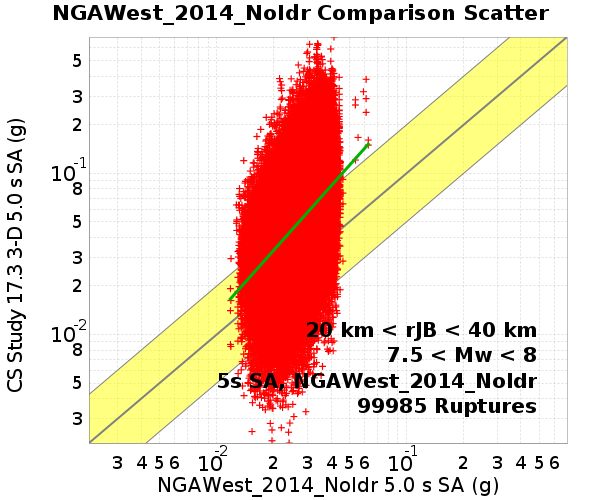 NGAWest_2014_NoIdr Comparison Scatter
CS Study 17.3 3-D 5.0 s SA (g)
5
3
2
10-1
8
5
3
2
10-2
8
5
3
20 km < rJB < 40 km
7.5 < Mw < 8
5s SA, NGAWest_2014_NoIdr
99985 Ruptures
3 4 5 6 10-2 2 3 4 5 6 10-1 2 3 4 5 6
NGAWest_2014_NoIdr 5.0 s SA (g)